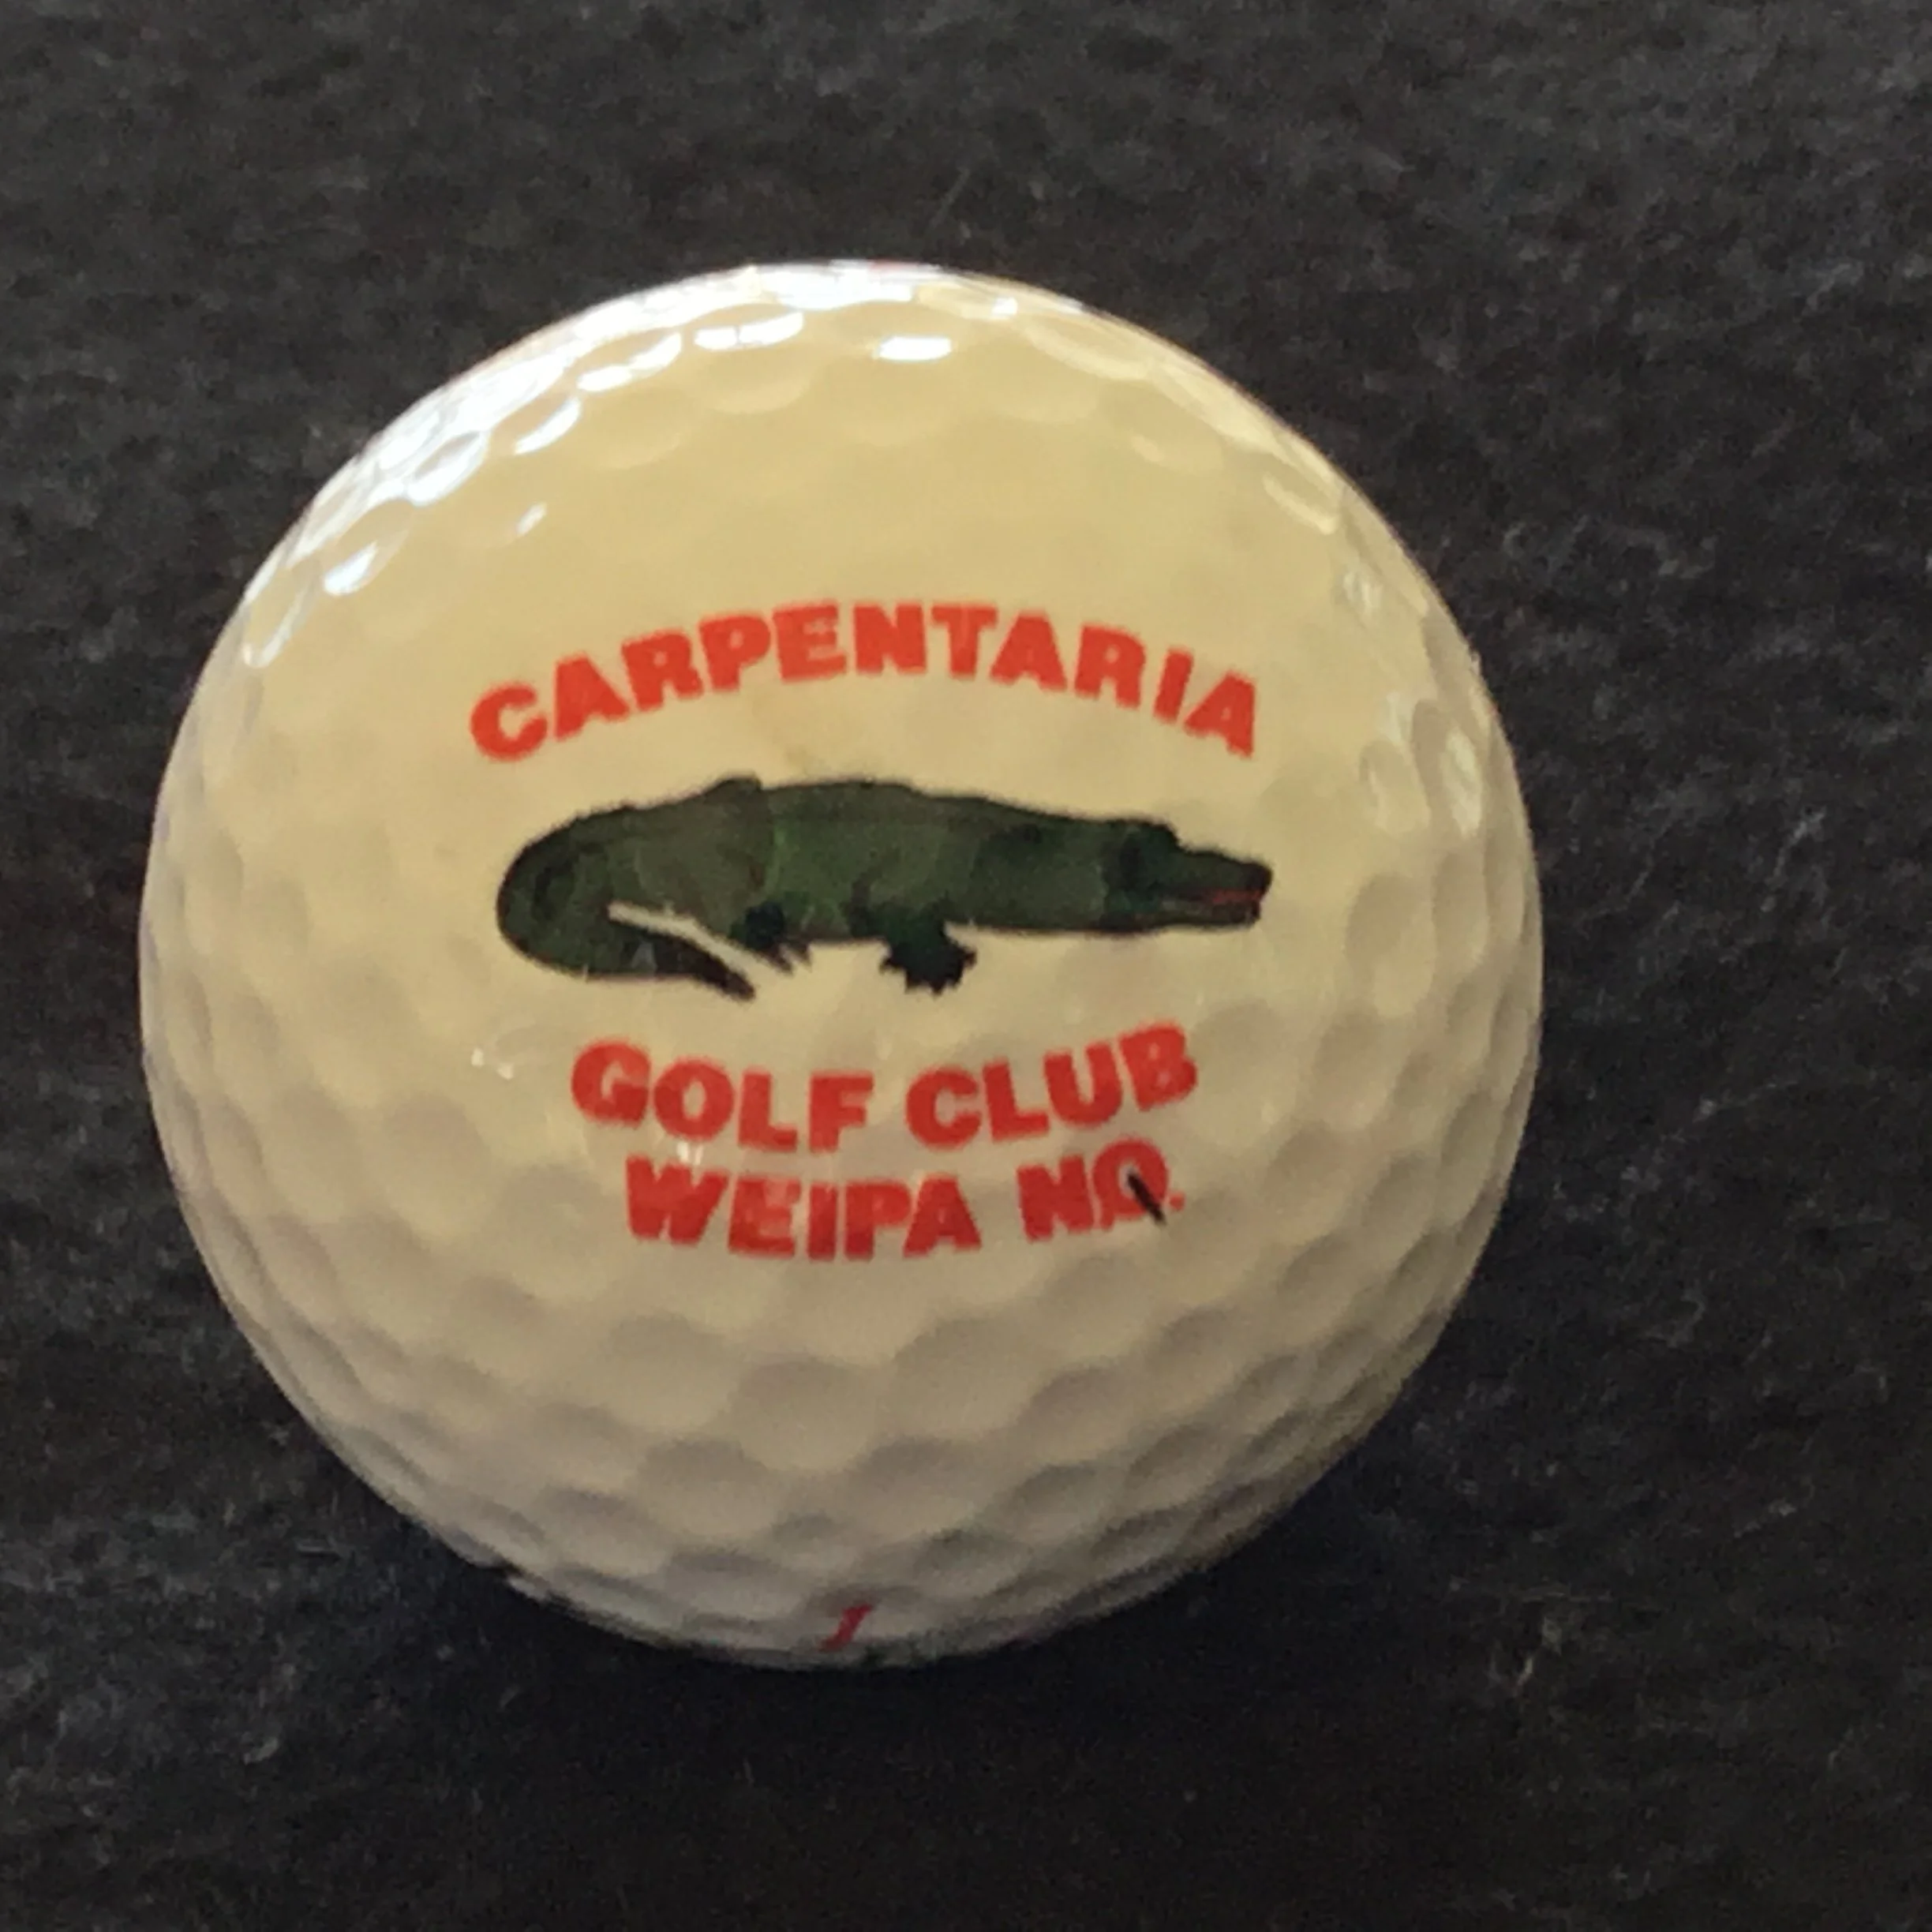 CARPENTARIA
GOLF CLUB
WEIPA NQ.